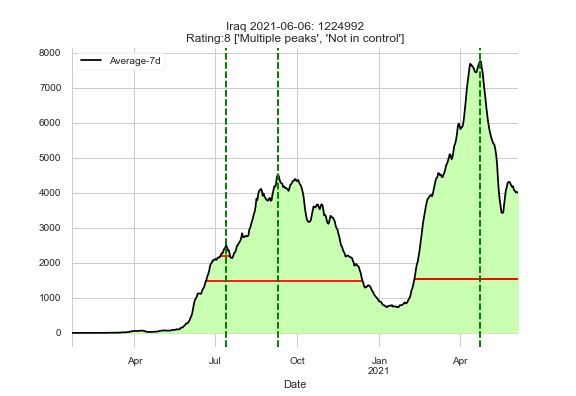 Iraq 2021-06-06: 1224992
Rating:8 ['Multiple peaks', 'Not in control']
Average-7d
8000
7000
6000
5000
4000
3000
2000
1000
0
Apr Jul Oct Jan Apr
2021
Date